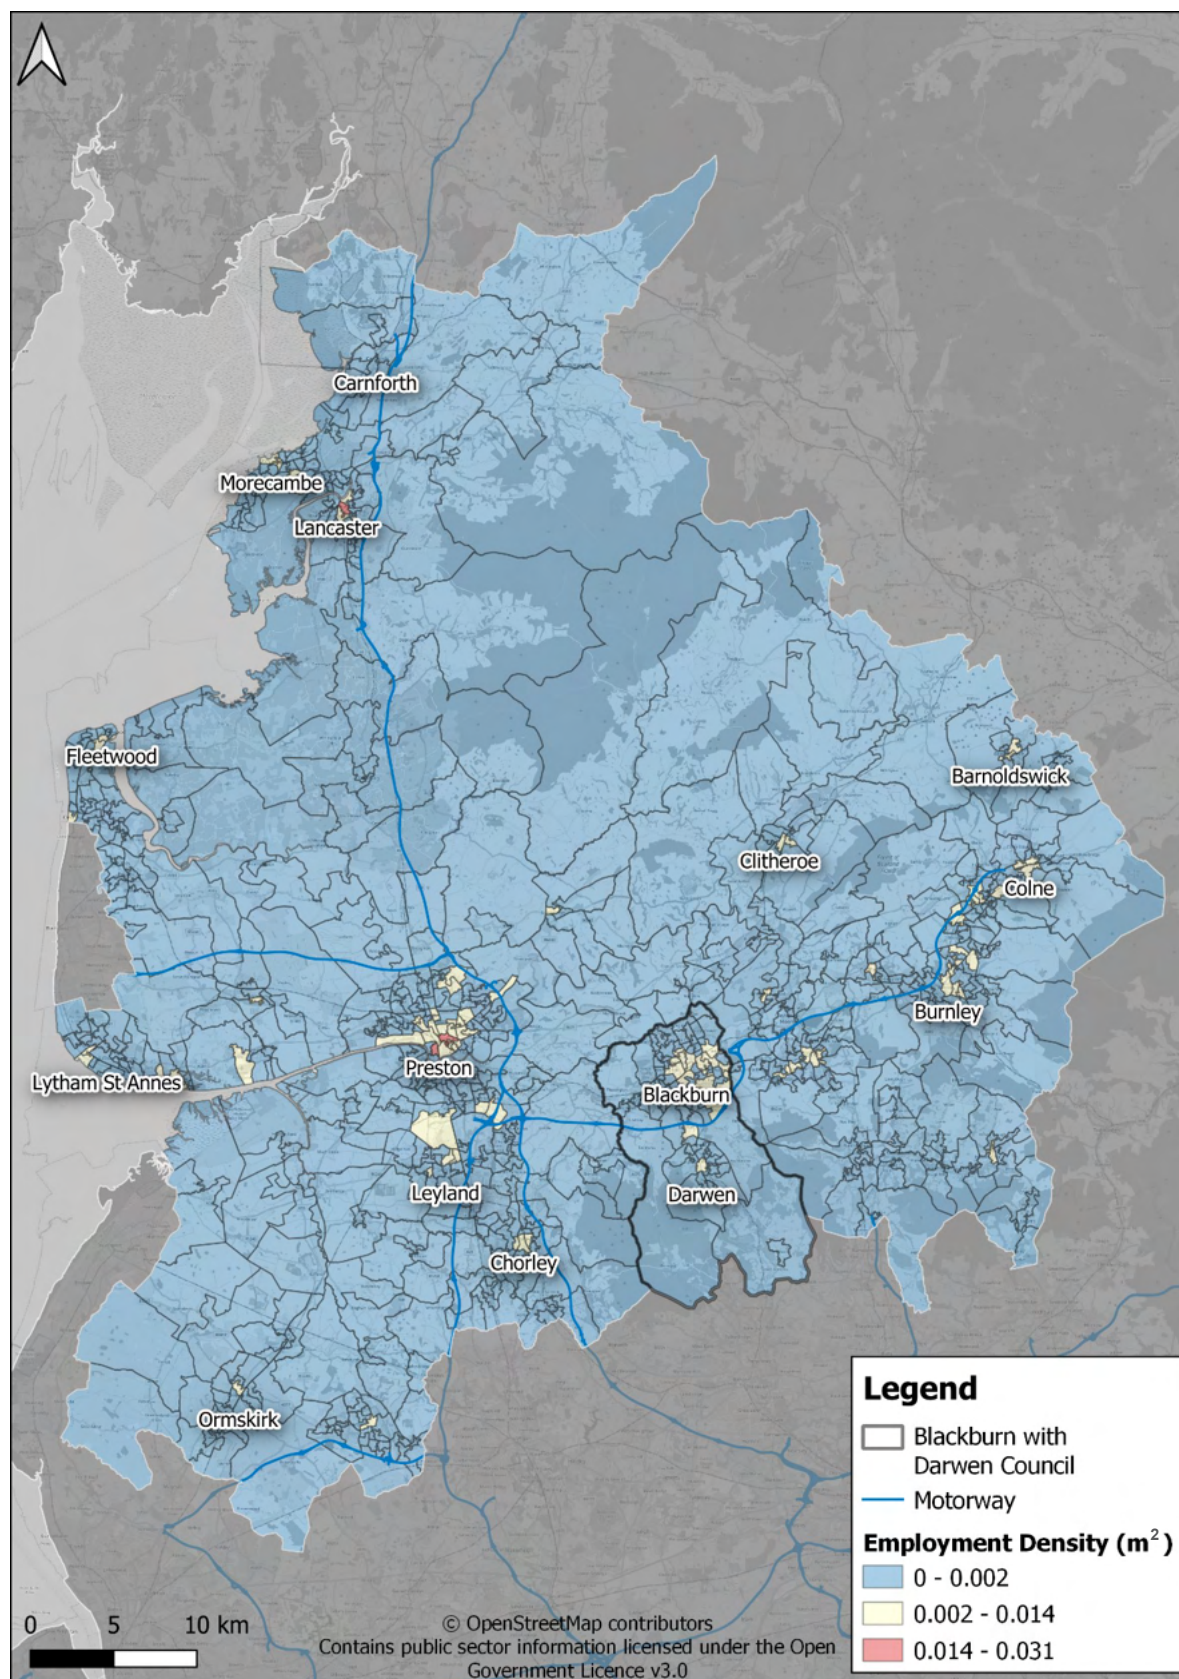 Carnforth
Morecambe
Lancaster
Fleetwood
Barnoldswick
Clitheroe
Colne
Burnley
Preston
Lytham St Annes
Blackburn
Leyland
Darwen
Chorley
Ormskirk
Legend
Blackburn with
Darwen Council
Motorway
Employment Density (m²)
0 - 0.002
0.002 - 0.014
0.014 - 0.031
0 5 10 km
© OpenStreetMap contributors
Contains public sector information licensed under the Open
Government Licence v3.0